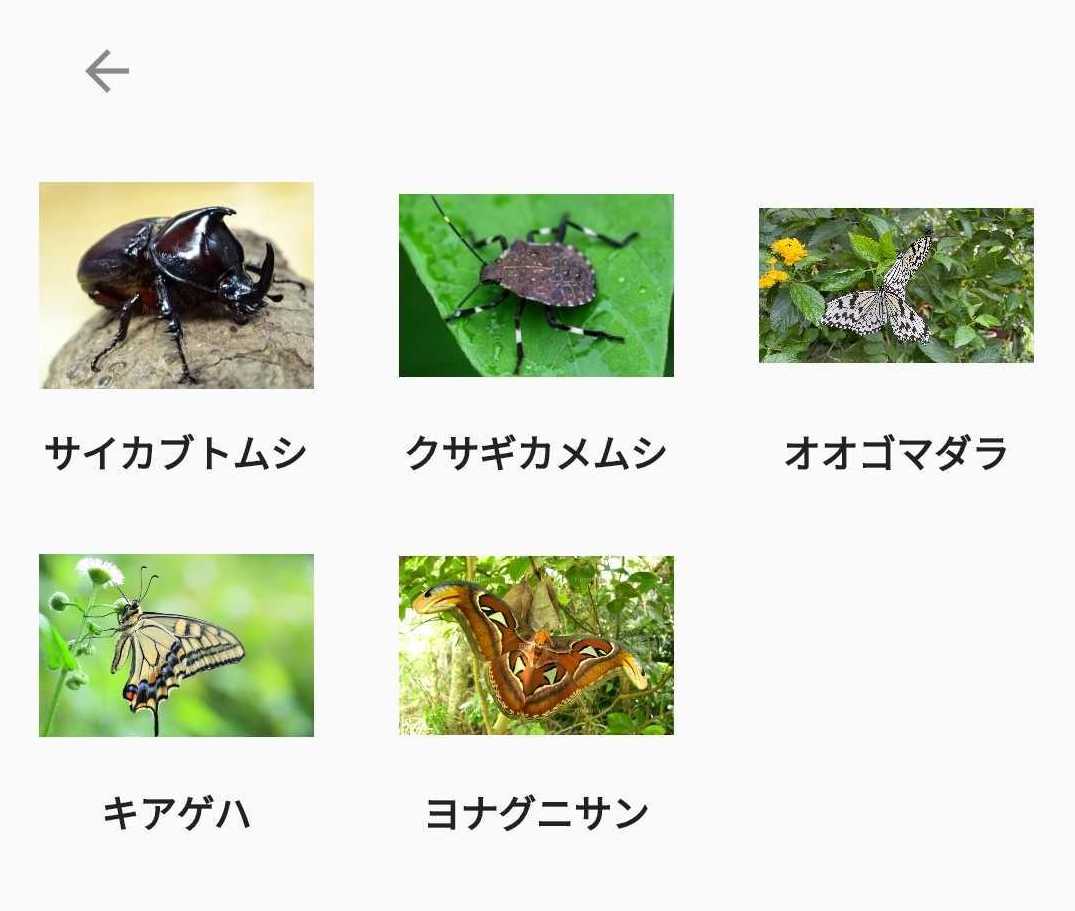 サイカブトムシ
クサギカメムシ
オオゴマダラ
キアゲハ
ヨナグニサン